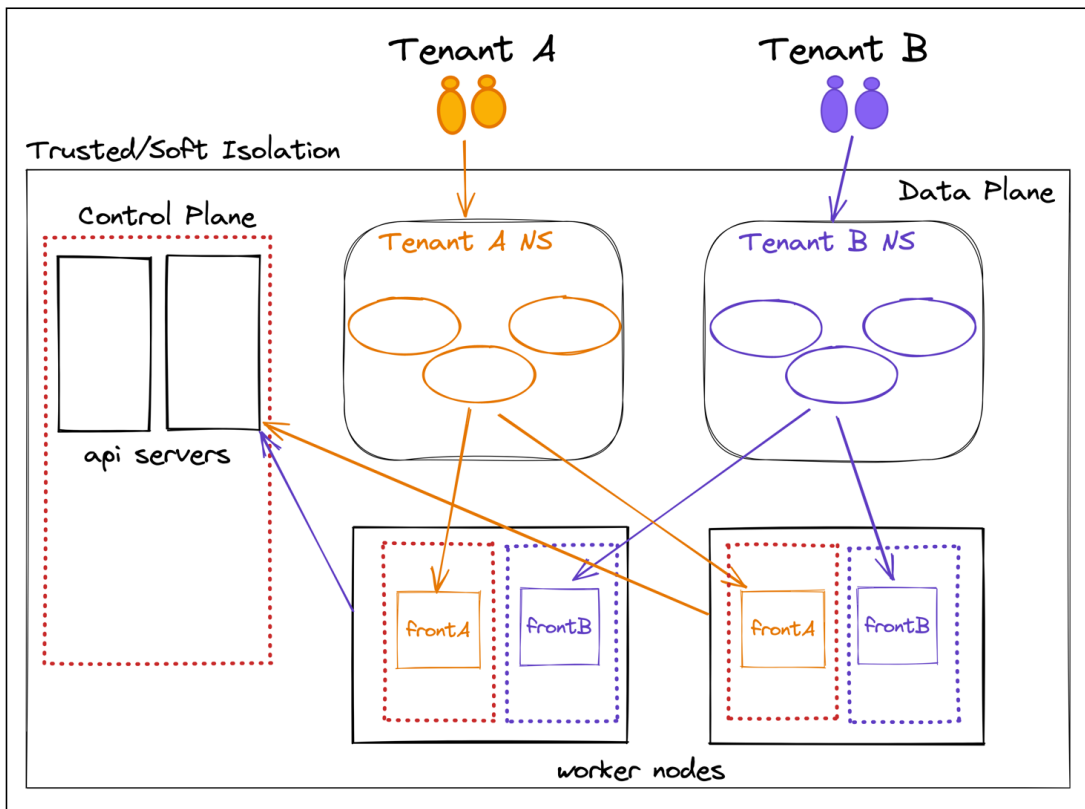 Tenant A
Tenant B
Trusted/Soft Isolation
Data Plane
Control Plane
Tenant A NS
Tenant B NS
api servers
frontA
frontB
frontA
frontB
worker nodes